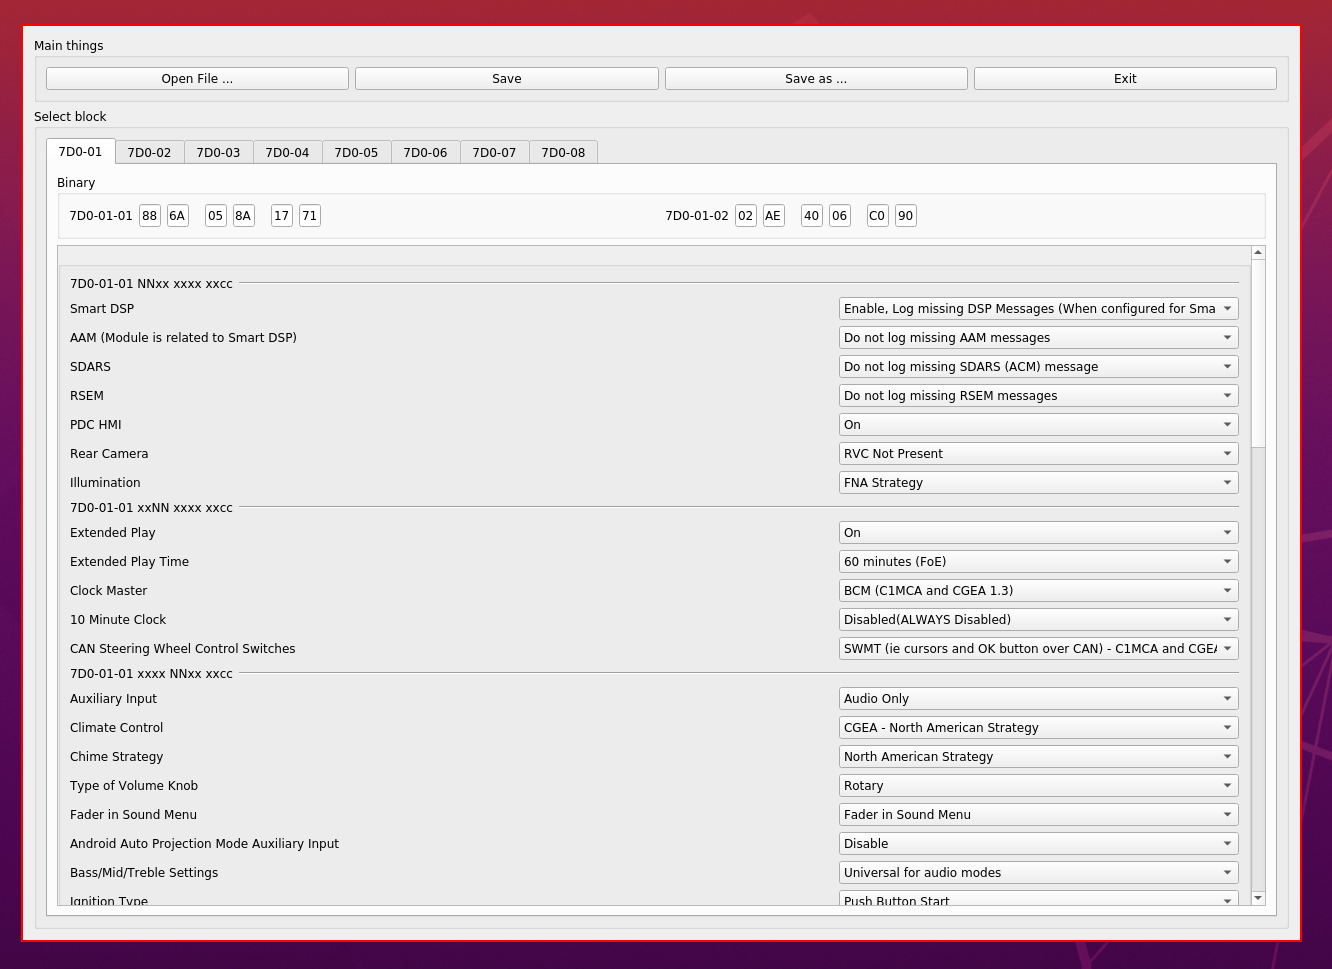 Main things
Open File ... Save Save as ... Exit
Select block
7D0-01 7D0-02 7D0-03 7D0-04 7D0-05 7D0-06 7D0-07 7D0-08
Binary
7D0-01-01 88 6A 05 8A 17 71 7D0-01-02 02 AE 40 06 C0 90
7D0-01-01 NNxx xxxx xxcc
Smart DSP Enable, Log missing DSP Messages (When configured for Sma
AAM (Module is related to Smart DSP) Do not log missing AAM messages
SDARS Do not log missing SDARS (ACM) message
RSEM Do not log missing RSEM messages
PDC HMI On
Rear Camera RVC Not Present
Illumination FNA Strategy
7D0-01-01 xxNN xxxx xxcc
Extended Play On
Extended Play Time 60 minutes (FoE)
Clock Master BCM (C1MCA and CGEA 1.3)
10 Minute Clock Disabled(ALWAYS Disabled)
CAN Steering Wheel Control Switches SWMT (ie cursors and OK button over CAN) - C1MCA and CGEA
7D0-01-01 xxxx NNxx xxcc
Auxiliary Input Audio Only
Climate Control CGEA - North American Strategy
Chime Strategy North American Strategy
Type of Volume Knob Rotary
Fader in Sound Menu Fader in Sound Menu
Android Auto Projection Mode Auxiliary Input Disable
Bass/Mid/Treble Settings Universal for audio modes
Ignition Type Push Button Start